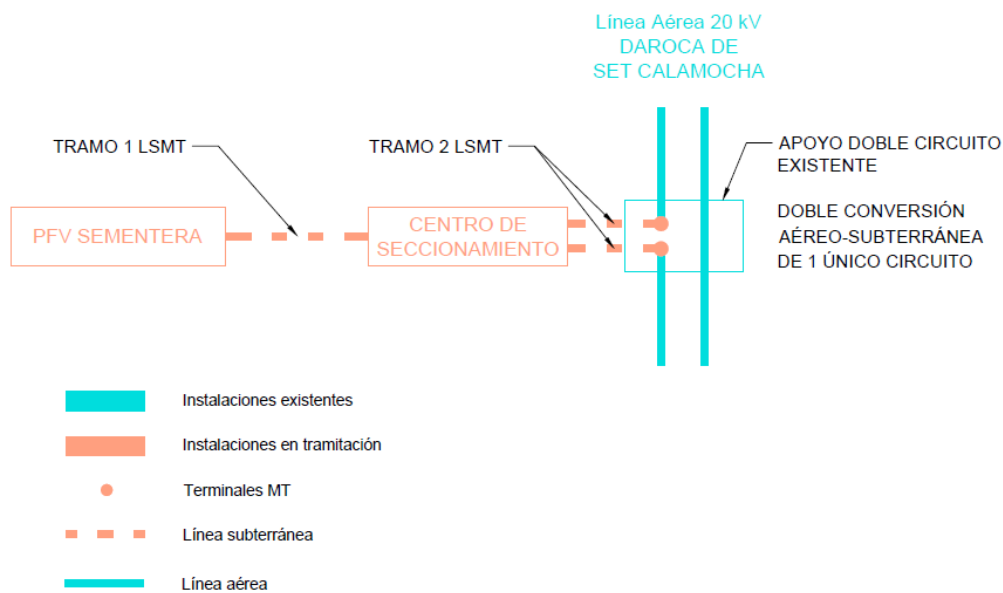 Línea Aérea 20 kV
DAROCA DE
SET CALAMOCHA
TRAMO 1 LSMT
TRAMO 2 LSMT
APOYO DOBLE CIRCUITO
EXISTENTE
PFV SEMENTERA
CENTRO DE
SECCIONAMIENTO
DOBLE CONVERSIÓN
AÉREO-SUBTERRÁNEA
DE 1 ÚNICO CIRCUITO
Instalaciones existentes
Instalaciones en tramitación
Terminales MT
Línea subterránea
Línea aérea